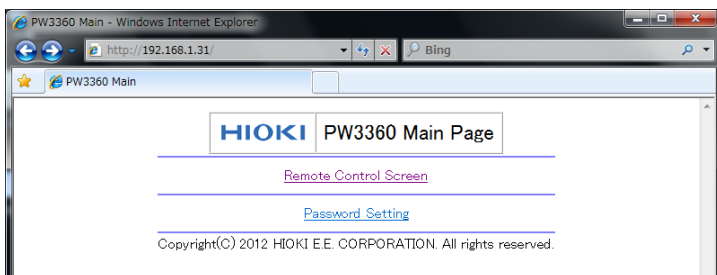 PW3360 Main - Windows Internet Explorer
http://192.168.1.31/
Bing
PW3360 Main
HIOKI PW3360 Main Page
Remote Control Screen
Password Setting
Copyright(C) 2012 HIOKI E.E. CORPORATION. All rights reserved.